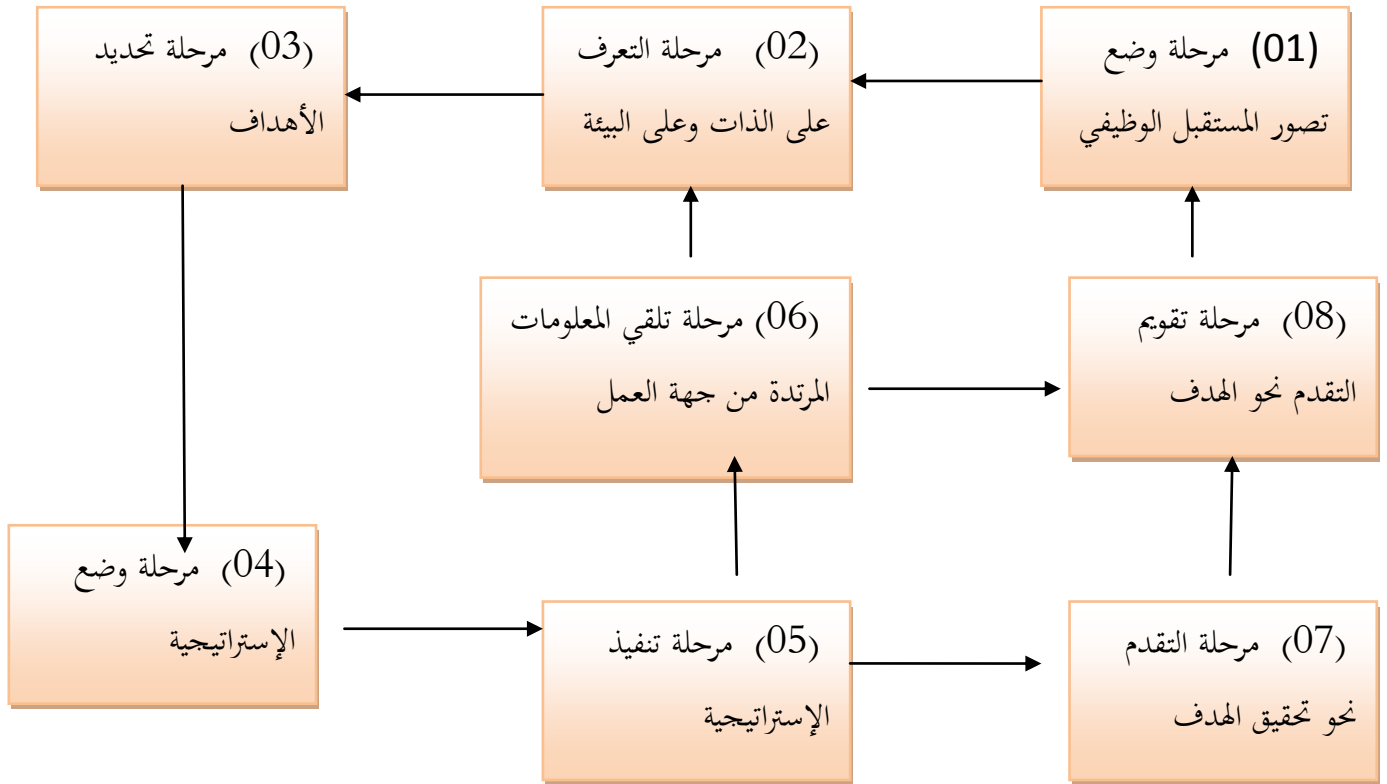 (01) مرحلة وضع
تصور المستقبل الوظيفي
(02) مرحلة التعرف
على الذات وعلى البيئة
(03) مرحلة تحديد
الأهداف
(08) مرحلة تقويم
التقدم نحو الهدف
(06) مرحلة تلقي المعلومات
المرتدة من جهة العمل
(04) مرحلة وضع
الإستراتيجية
(07) مرحلة التقدم
نحو تحقيق الهدف
(05) مرحلة تنفيذ
الإستراتيجية